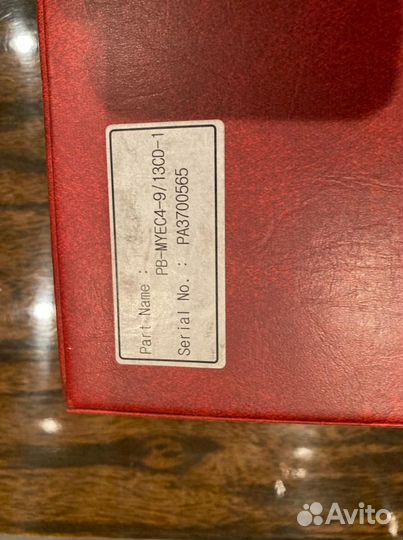 Part Name :
PB-MYEC4-9/13CD-1
Serial No. : PA3700565
Avito